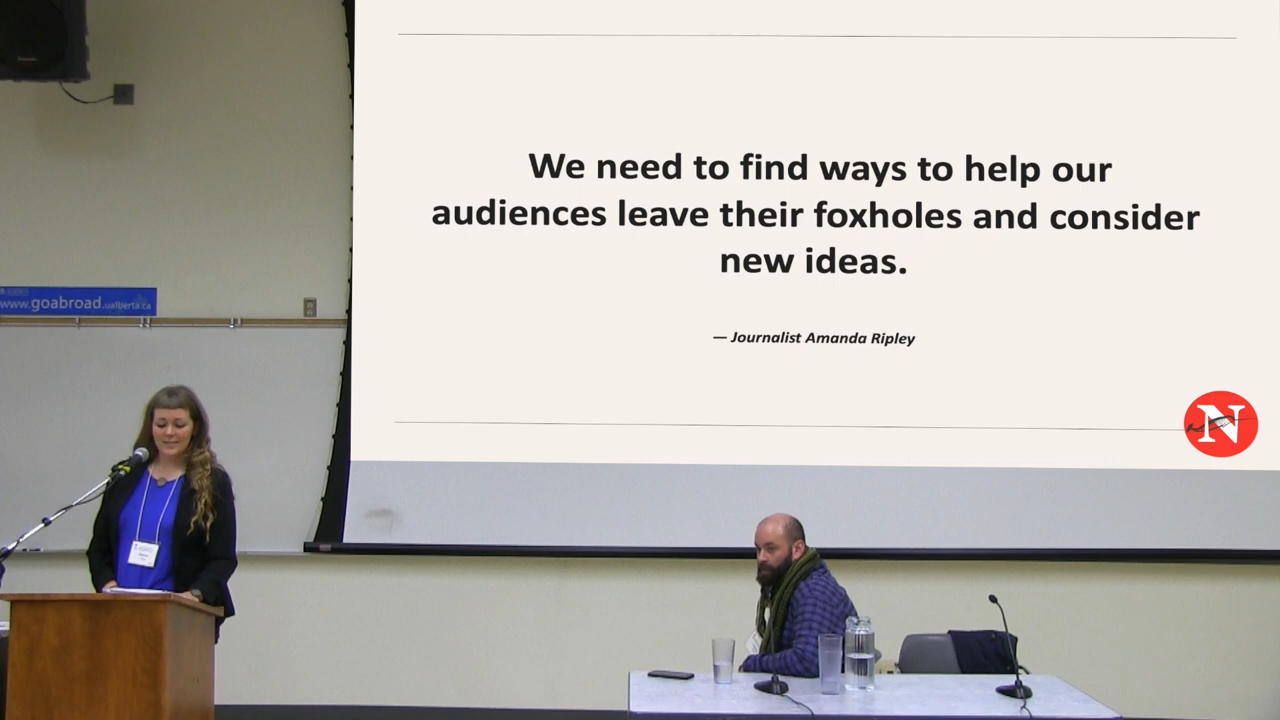 We need to find ways to help our
audiences leave their foxholes and consider
new ideas.
— Journalist Amanda Ripley
N
www.goabroad.ualberta.ca